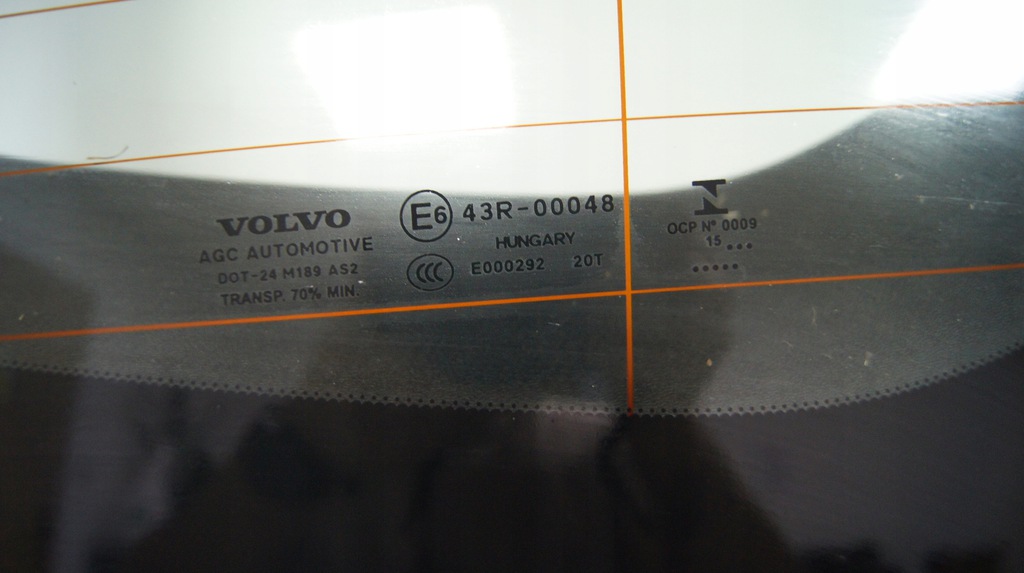 VOLVO
AGC AUTOMOTIVE
DOT-24 M189 AS2
TRANSP. 70% MIN.
E6 43R-00048
HUNGARY
CCC E000292 20T
N
OCP Nº 0009
15 ...
.....